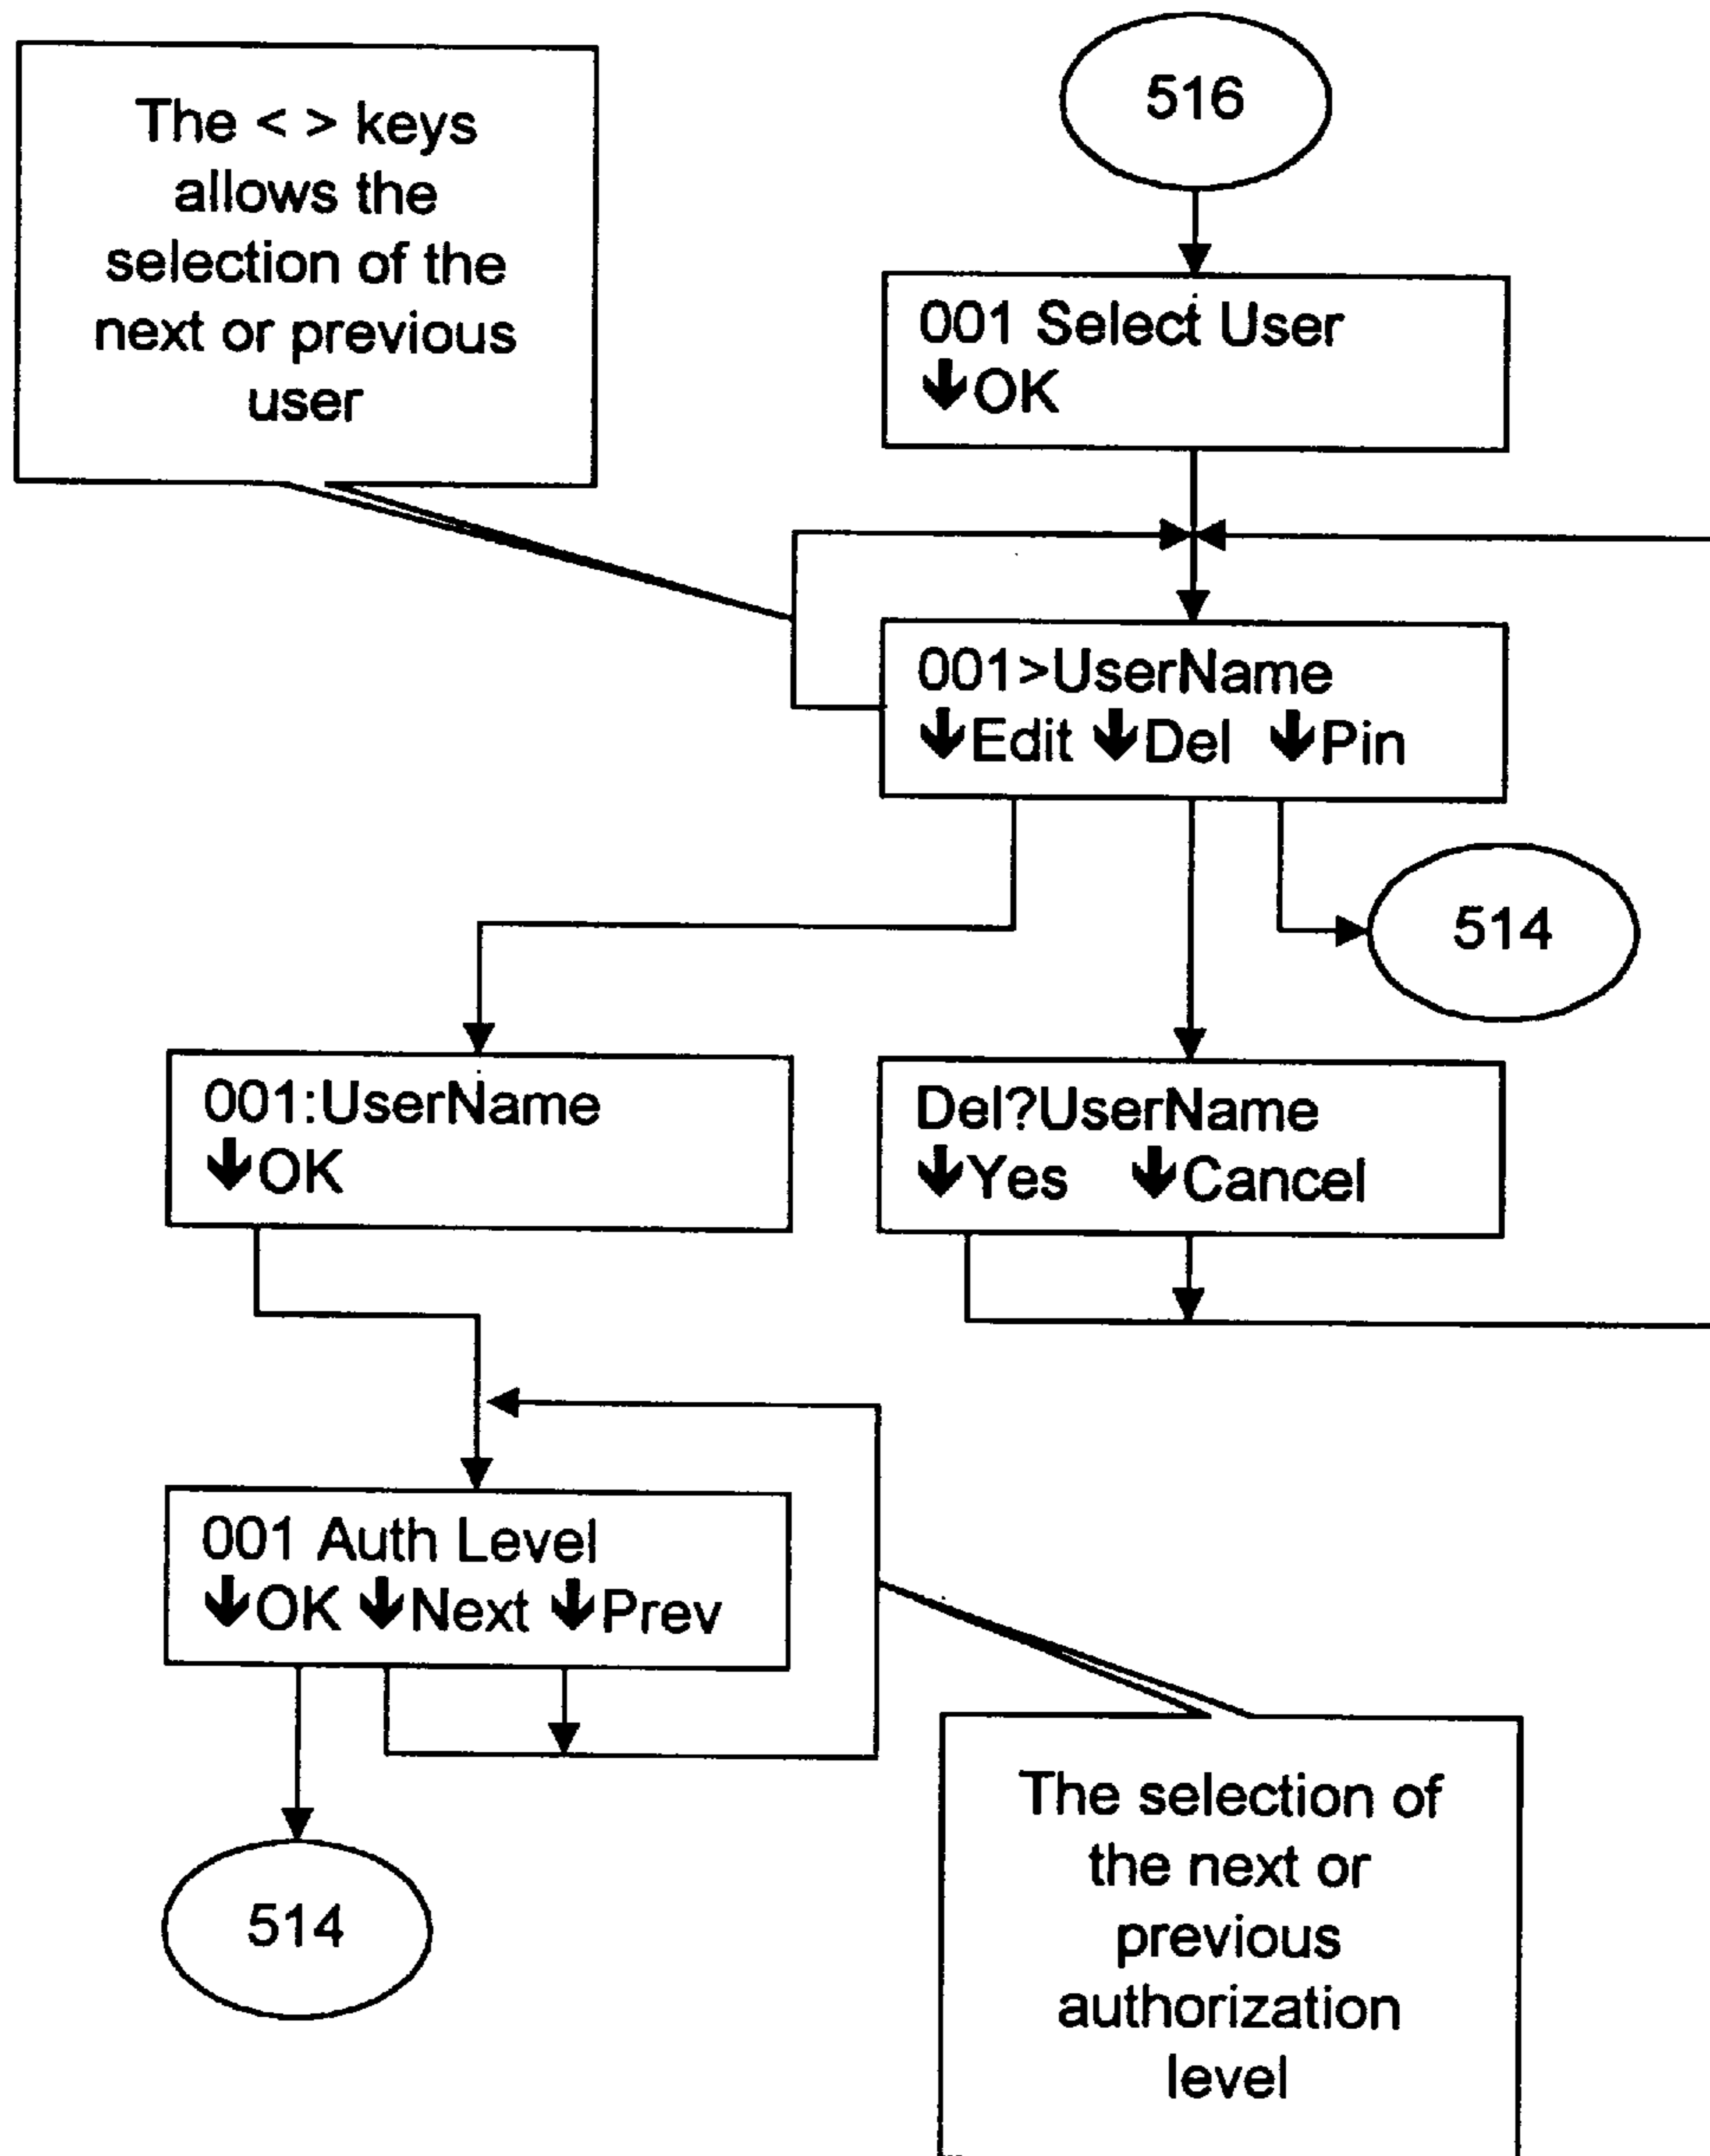 The < > keys
allows the
selection of the
next or previous
user
516
001 Select User
↓OK
001>UserName
↓Edit ↓Del ↓Pin
514
001:UserName
↓OK
Del?UserName
↓Yes ↓Cancel
001 Auth Level
↓OK ↓Next ↓Prev
514
The selection of
the next or
previous
authorization
level